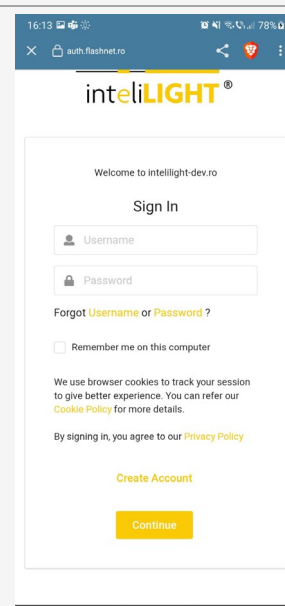 16:13 78%
auth.flashnet.ro
inteliLIGHT®
Welcome to intelilight-dev.ro
Sign In
Username
Password
Forgot Username or Password ?
Remember me on this computer
We use browser cookies to track your session
to give better experience. You can refer our
Cookie Policy for more details.
By signing in, you agree to our Privacy Policy
Create Account
Continue